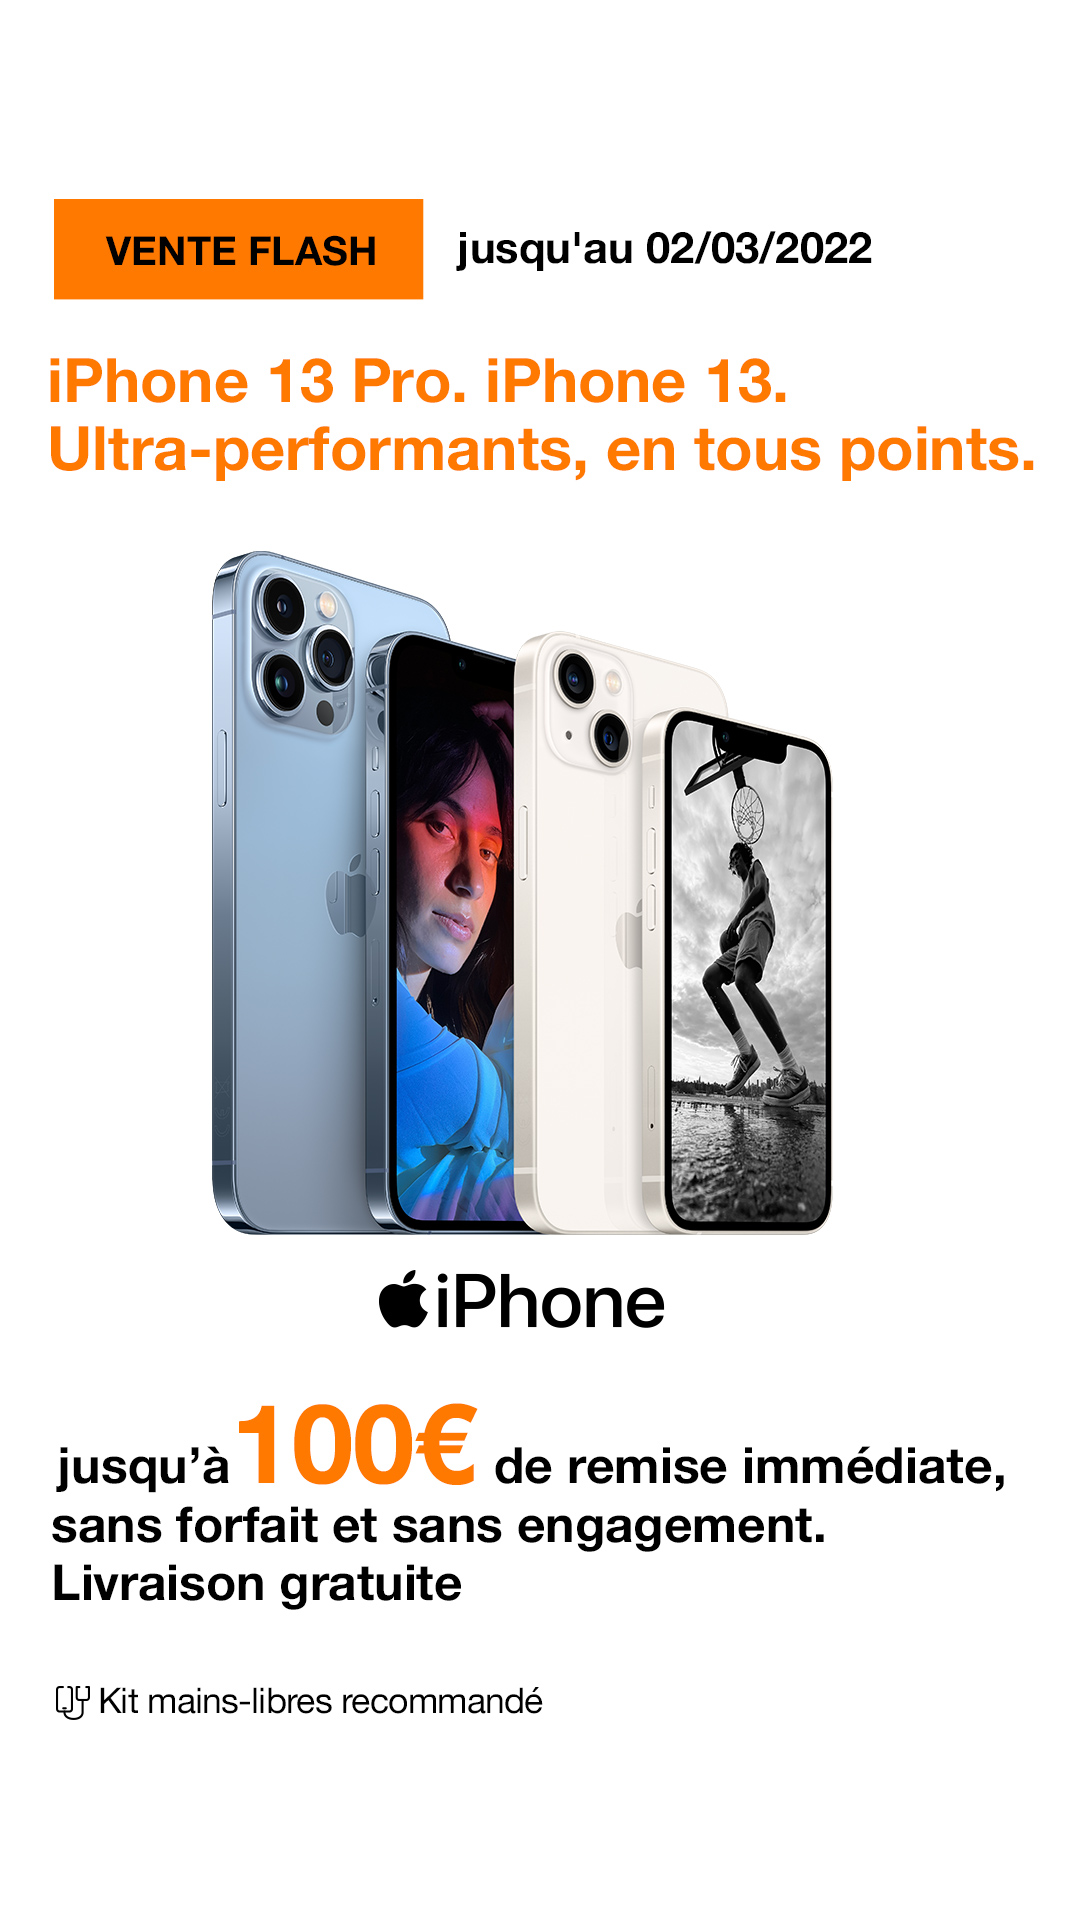 VENTE FLASH jusqu'au 02/03/2022
iPhone 13 Pro. iPhone 13.
Ultra-performants, en tous points.
iPhone
jusqu’à 100€ de remise immédiate,
sans forfait et sans engagement.
Livraison gratuite
Kit mains-libres recommandé